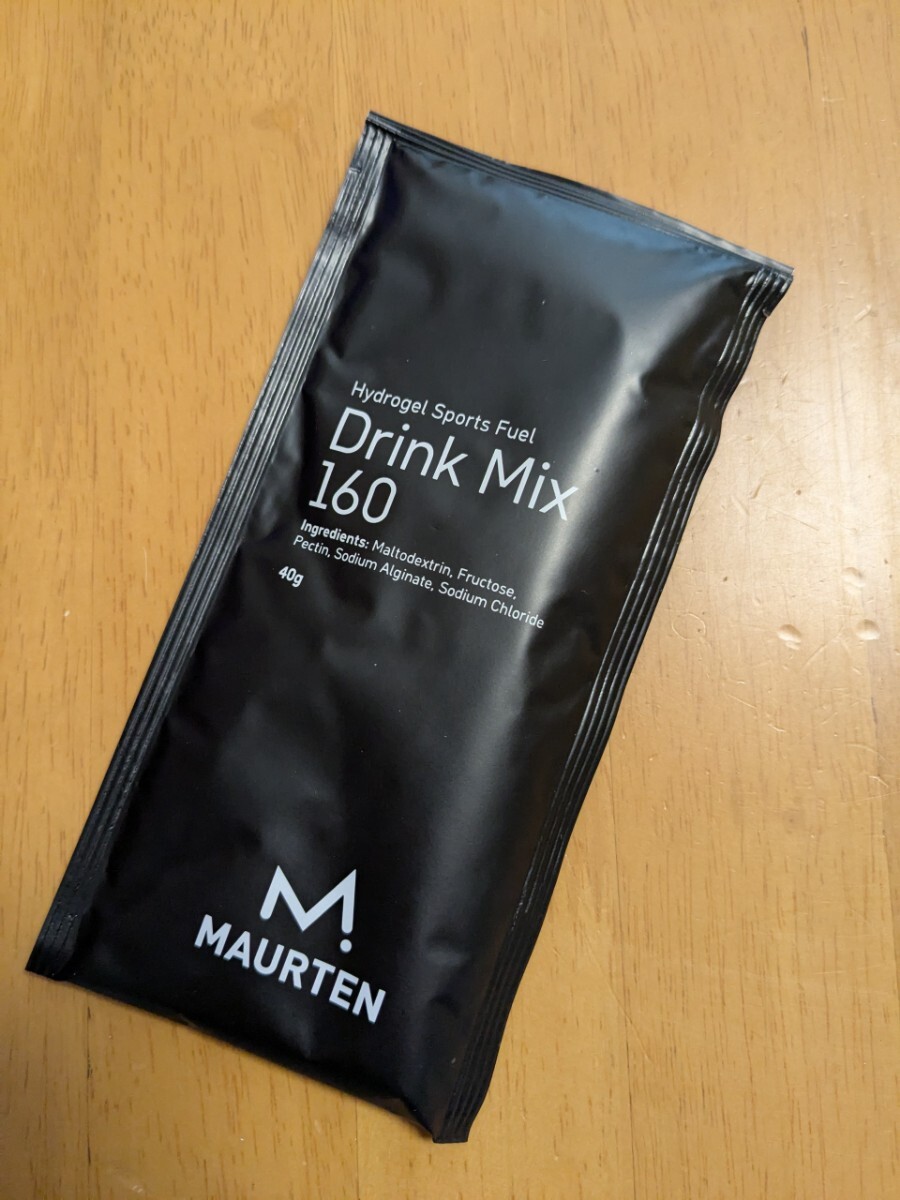 Hydrogel Sports Fuel
Drink Mix
160
Ingredients: Maltodextrin, Fructose,
Pectin, Sodium Alginate, Sodium Chloride
40g
M
MAURTEN